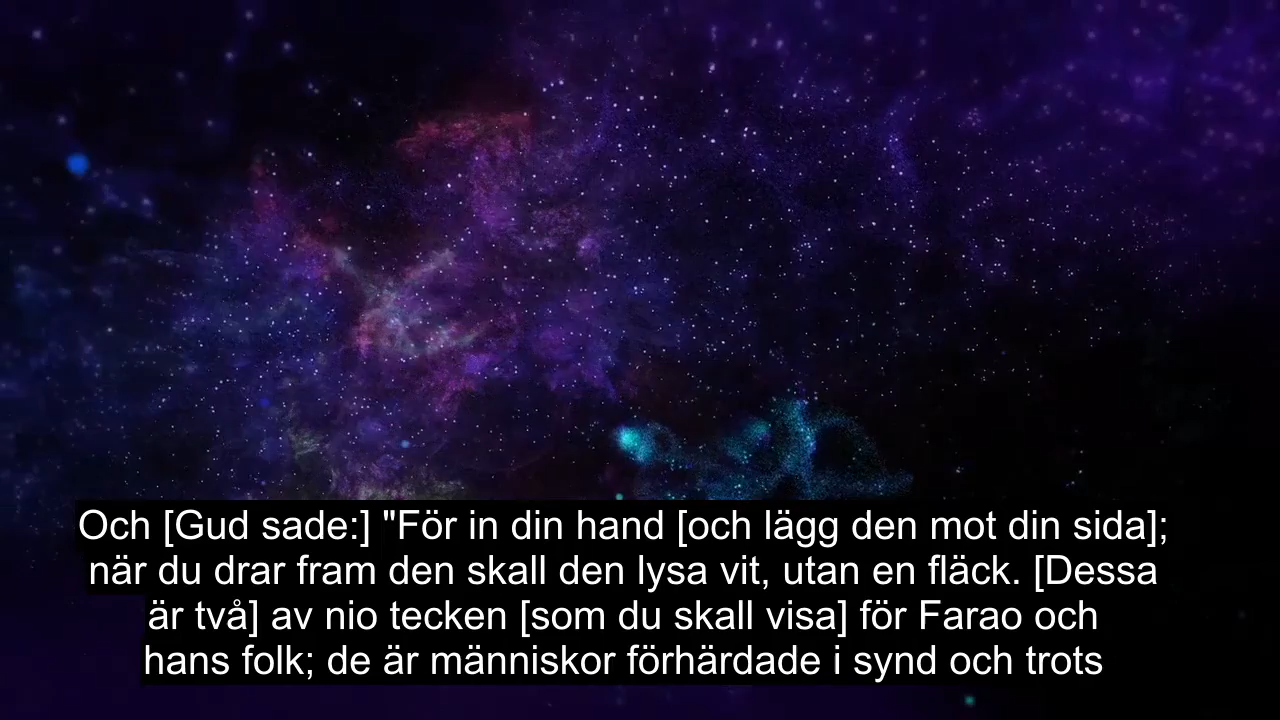 Och [Gud sade:] "För in din hand [och lägg den mot din sida];
när du drar fram den skall den lysa vit, utan en fläck. [Dessa
är två] av nio tecken [som du skall visa] för Farao och
hans folk; de är människor förhärdade i synd och trots